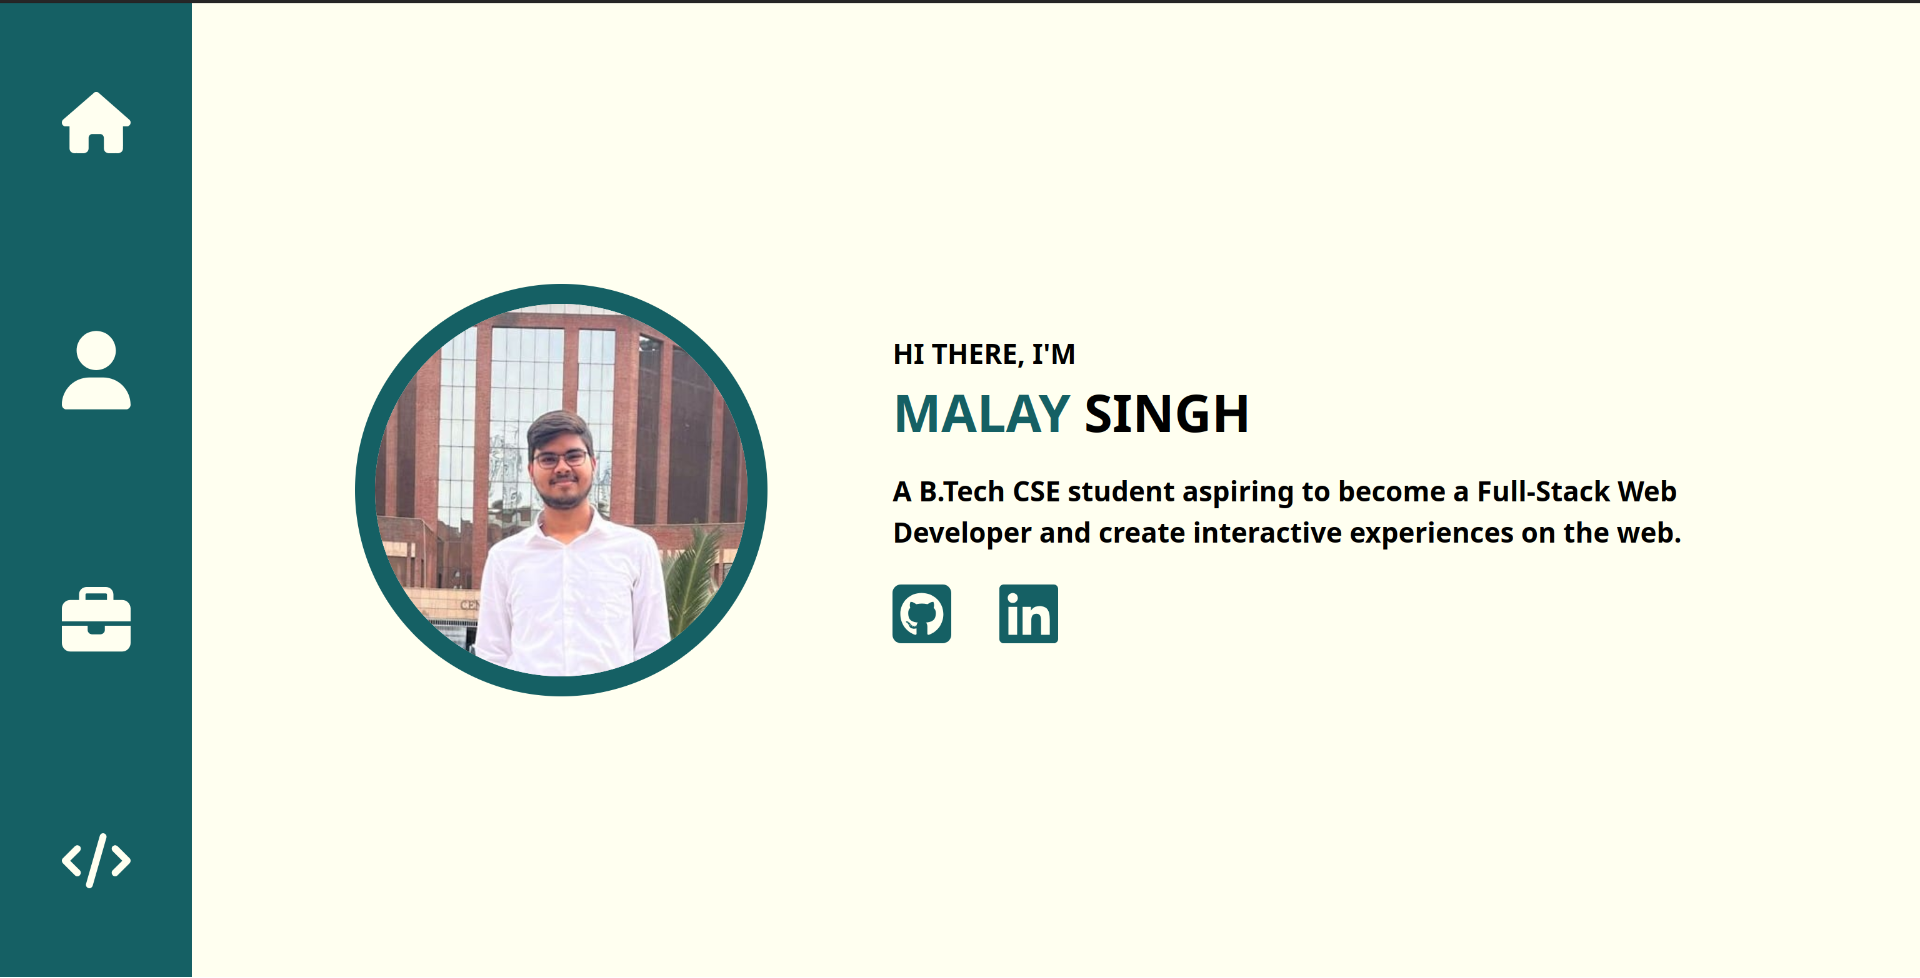 HI THERE, I'M
MALAY SINGH
A B.Tech CSE student aspiring to become a Full-Stack Web
Developer and create interactive experiences on the web.
in